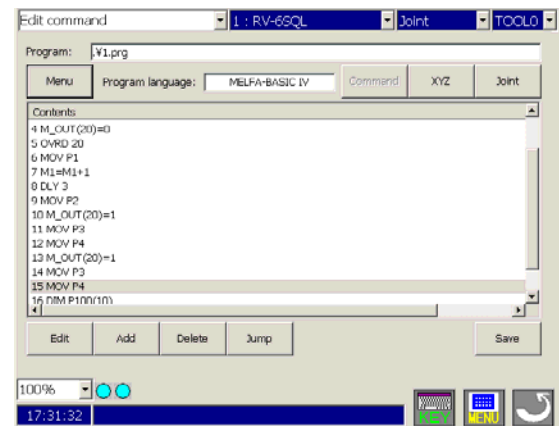 Edit command 1 : RV-6SQL Joint TOOL0
Program: .¥1.prg
Menu Program language: MELFA-BASIC IV Command XYZ Joint
Contents
4 M_OUT(20)=0
5 OVRD 20
6 MOV P1
7 M1=M1+1
8 DLY 3
9 MOV P2
10 M_OUT(20)=1
11 MOV P3
12 MOV P4
13 M_OUT(20)=1
14 MOV P3
15 MOV P4
16 DIM P100(10)
Edit Add Delete Jump Save
100%
KEY MENU
17:31:32